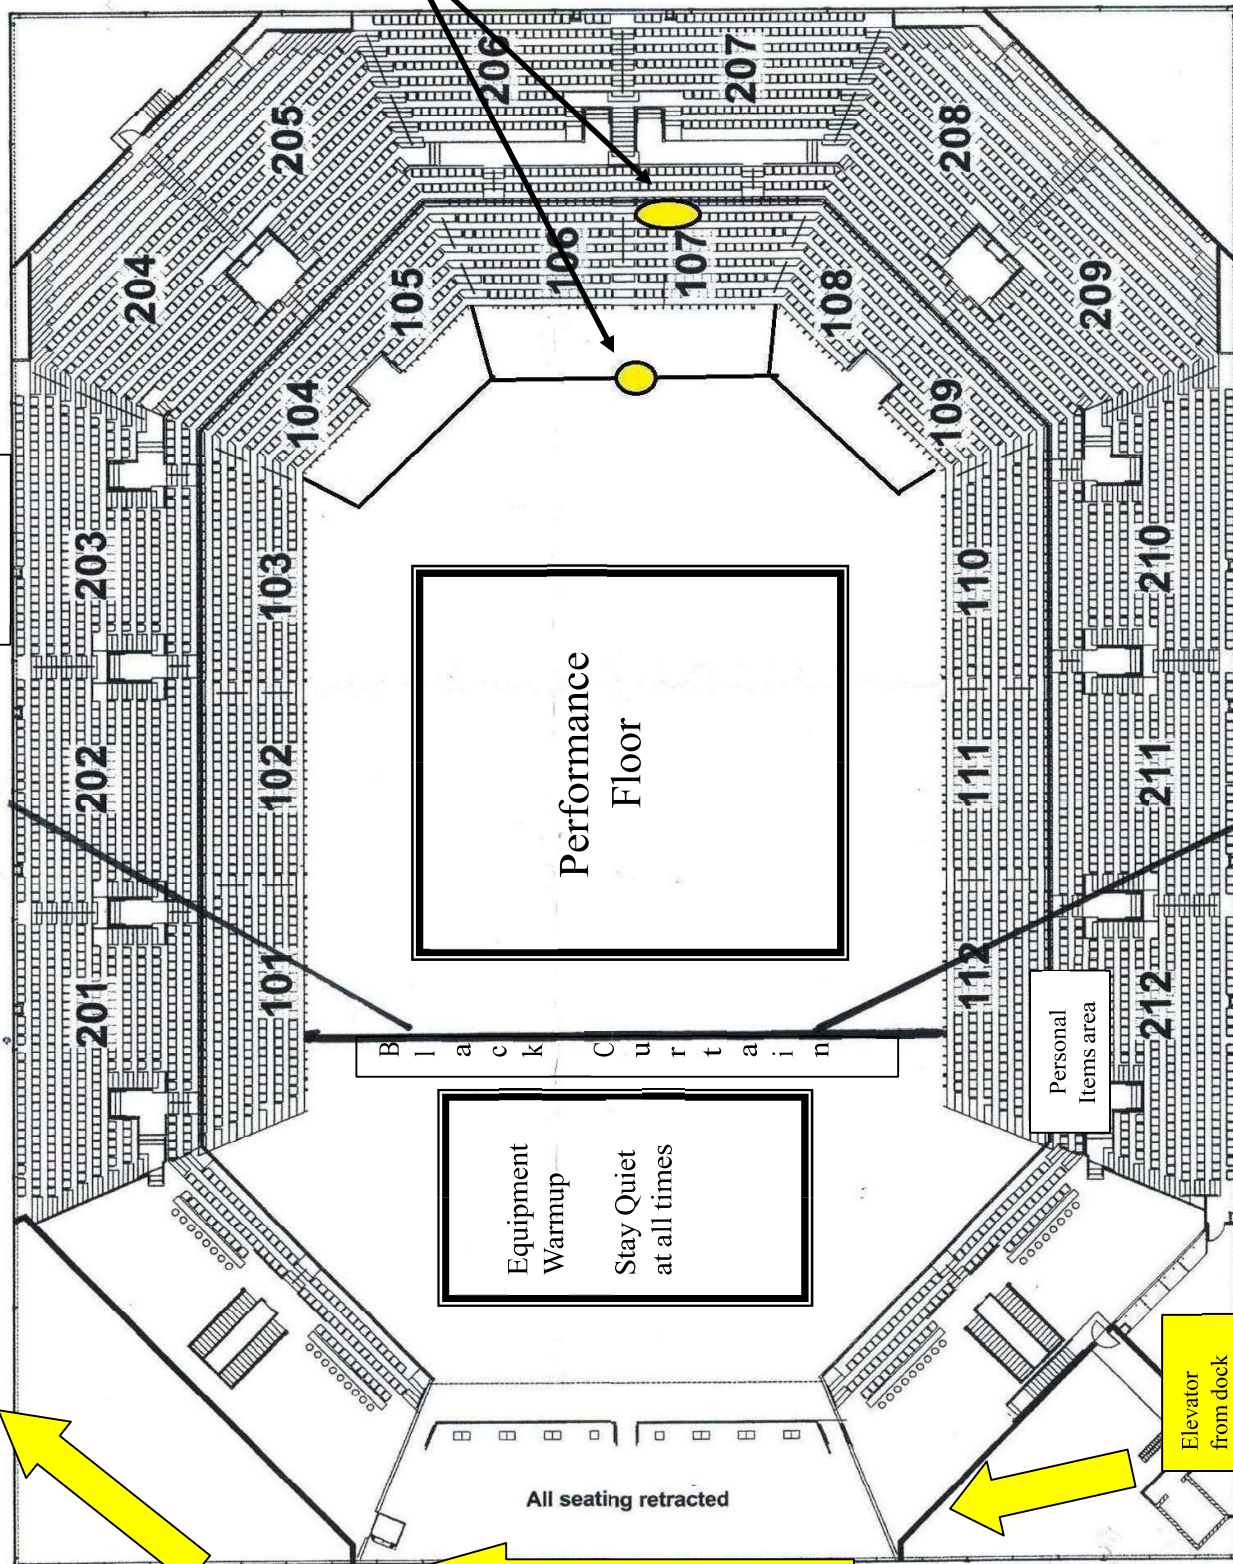 206
207
205
208
204
209
106
107
105
108
104
109
203
103
110
210
Performance
Floor
202
102
111
211
201
101
112
212
Black Curtain
Personal
Items area
Equipment
Warmup
Stay Quiet
at all times
Elevator
from dock
All seating retracted